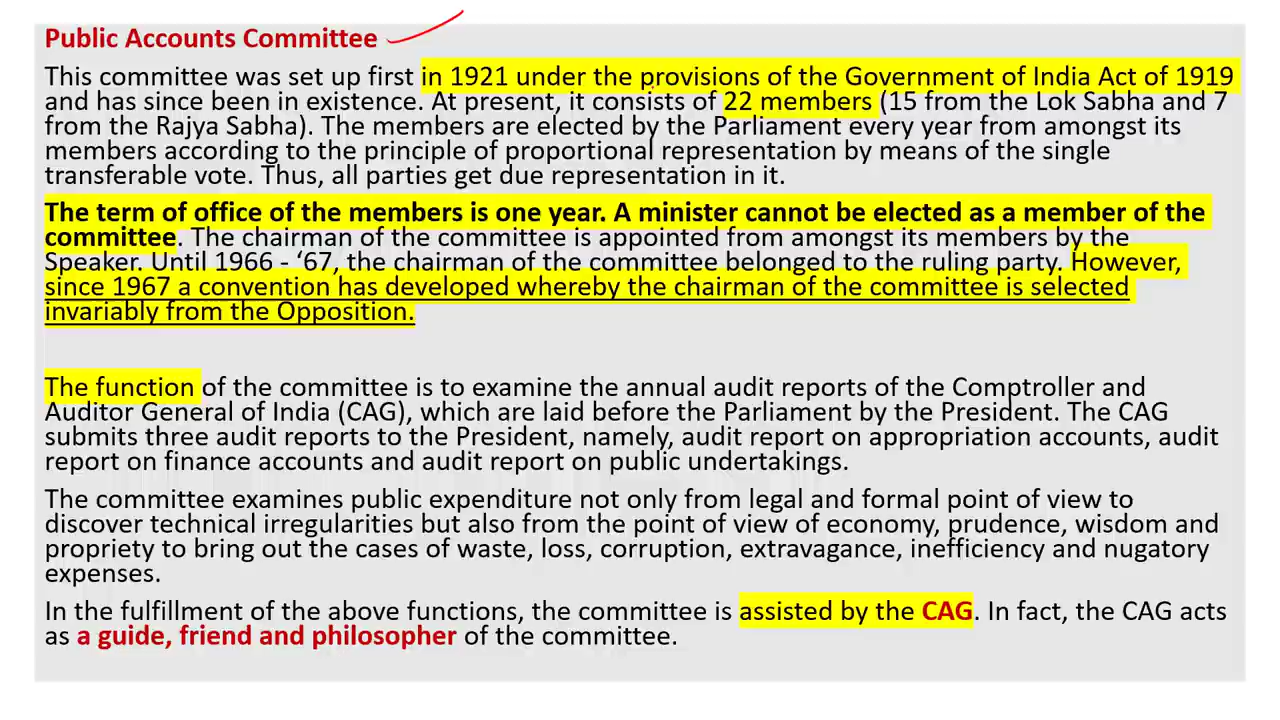 Public Accounts Committee
This committee was set up first in 1921 under the provisions of the Government of India Act of 1919
and has since been in existence. At present, it consists of 22 members (15 from the Lok Sabha and 7
from the Rajya Sabha). The members are elected by the Parliament every year from amongst its
members according to the principle of proportional representation by means of the single
transferable vote. Thus, all parties get due representation in it.
The term of office of the members is one year. A minister cannot be elected as a member of the
committee. The chairman of the committee is appointed from amongst its members by the
Speaker. Until 1966 - ‘67, the chairman of the committee belonged to the ruling party. However,
since 1967 a convention has developed whereby the chairman of the committee is selected
invariably from the Opposition.
The function of the committee is to examine the annual audit reports of the Comptroller and
Auditor General of India (CAG), which are laid before the Parliament by the President. The CAG
submits three audit reports to the President, namely, audit report on appropriation accounts, audit
report on finance accounts and audit report on public undertakings.
The committee examines public expenditure not only from legal and formal point of view to
discover technical irregularities but also from the point of view of economy, prudence, wisdom and
propriety to bring out the cases of waste, loss, corruption, extravagance, inefficiency and nugatory
expenses.
In the fulfillment of the above functions, the committee is assisted by the CAG. In fact, the CAG acts
as a guide, friend and philosopher of the committee.